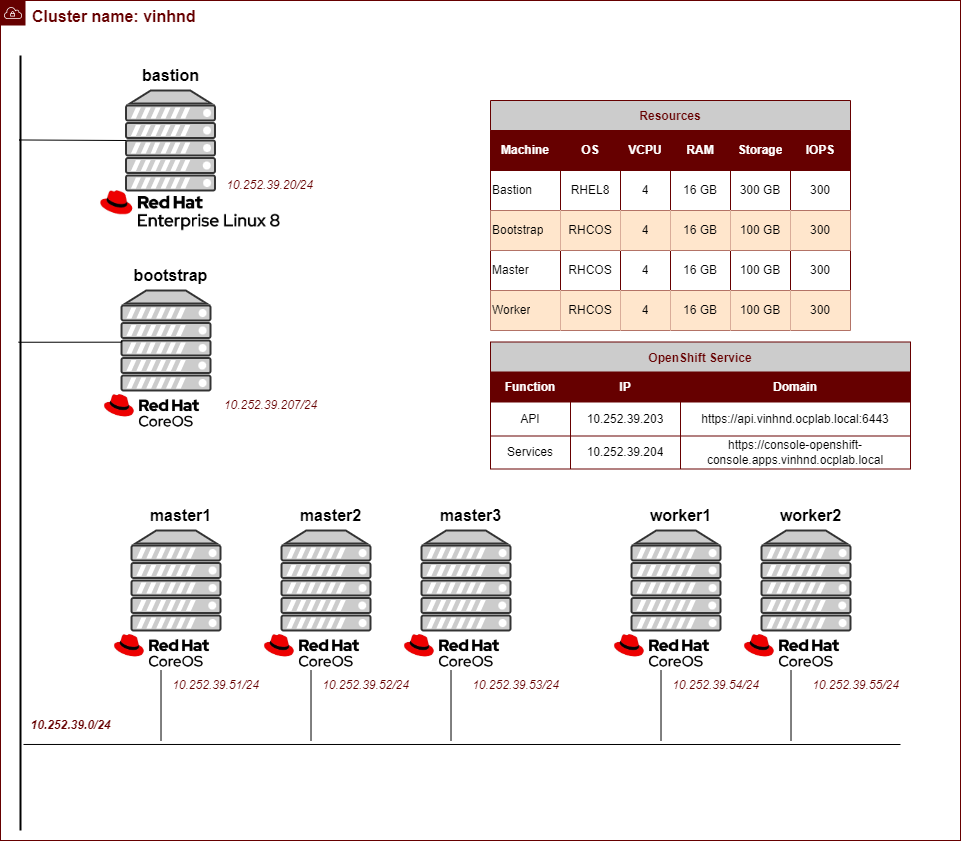 Cluster name: vinhnd
bastion
10.252.39.20/24
Red Hat
Enterprise Linux 8
bootstrap
Red Hat
CoreOS
10.252.39.207/24
Resources
Machine OS VCPU RAM Storage IOPS
Bastion RHEL8 4 16 GB 300 GB 300
Bootstrap RHCOS 4 16 GB 100 GB 300
Master RHCOS 4 16 GB 100 GB 300
Worker RHCOS 4 16 GB 100 GB 300
OpenShift Service
Function IP Domain
API 10.252.39.203 https://api.vinhnd.ocplab.local:6443
Services 10.252.39.204 https://console-openshift-
console.apps.vinhnd.ocplab.local
master1 master2 master3 worker1 worker2
Red Hat Red Hat Red Hat Red Hat Red Hat
CoreOS CoreOS CoreOS CoreOS CoreOS
10.252.39.51/24 10.252.39.52/24 10.252.39.53/24 10.252.39.54/24 10.252.39.55/24
10.252.39.0/24